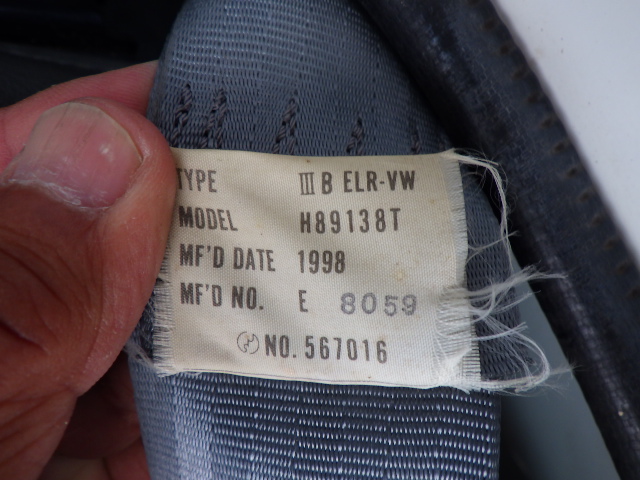 TYPE III B ELR-VW
MODEL H89138T
MF'D DATE 1998
MF'D NO. E 8059
NO. 567016